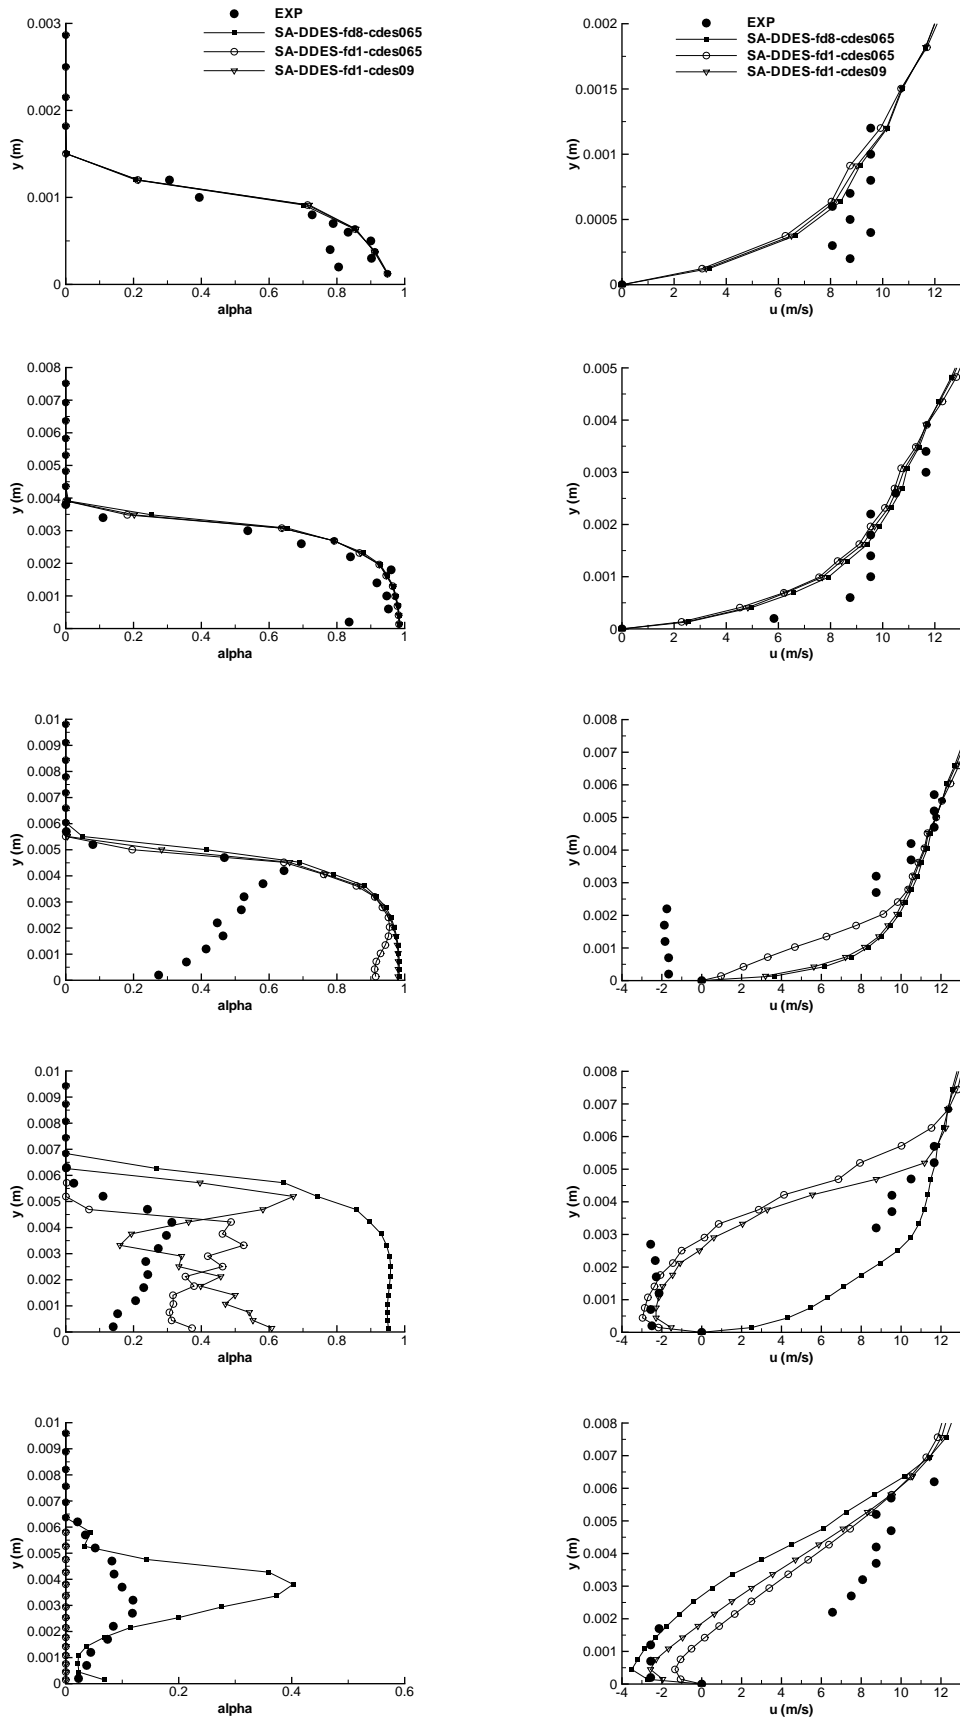 EXP
SA-DDES-fd8-cdes065
SA-DDES-fd1-cdes065
SA-DDES-fd1-cdes09
0.003
0.002
0.001
0
y (m)
0 0.2 0.4 0.6 0.8 1
alpha
EXP
SA-DDES-fd8-cdes065
SA-DDES-fd1-cdes065
SA-DDES-fd1-cdes09
0.002
0.0015
0.001
0.0005
0
y (m)
0 2 4 6 8 10 12
u (m/s)
0.008
0.007
0.006
0.005
0.004
0.003
0.002
0.001
0
y (m)
0 0.2 0.4 0.6 0.8 1
alpha
0.005
0.004
0.003
0.002
0.001
0
y (m)
0 2 4 6 8 10 12
u (m/s)
0.01
0.009
0.008
0.007
0.006
0.005
0.004
0.003
0.002
0.001
0
y (m)
0 0.2 0.4 0.6 0.8 1
alpha
0.008
0.007
0.006
0.005
0.004
0.003
0.002
0.001
0
y (m)
-4 -2 0 2 4 6 8 10 12
u (m/s)
0.01
0.009
0.008
0.007
0.006
0.005
0.004
0.003
0.002
0.001
0
y (m)
0 0.2 0.4 0.6 0.8 1
alpha
0.008
0.007
0.006
0.005
0.004
0.003
0.002
0.001
0
y (m)
-4 -2 0 2 4 6 8 10 12
u (m/s)
0.01
0.009
0.008
0.007
0.006
0.005
0.004
0.003
0.002
0.001
0
y (m)
0 0.2 0.4 0.6
alpha
0.008
0.007
0.006
0.005
0.004
0.003
0.002
0.001
0
y (m)
-4 -2 0 2 4 6 8 10 12
u (m/s)